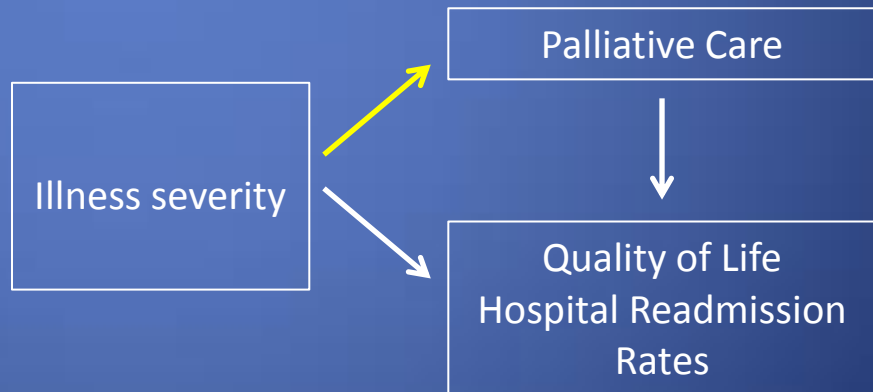 Palliative Care
Illness severity
Quality of Life
Hospital Readmission
Rates